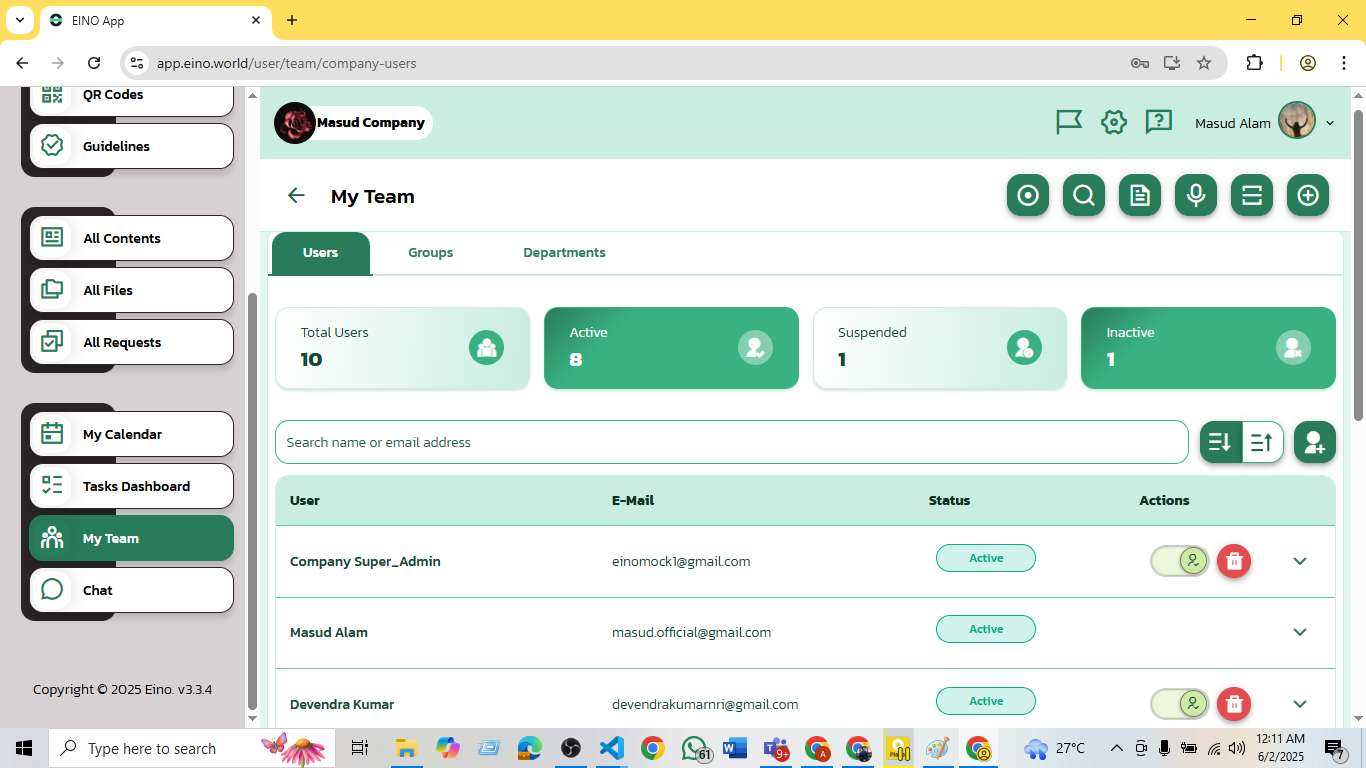 EINO App
app.eino.world/user/team/company-users
QR Codes
Guidelines
All Contents
All Files
All Requests
My Calendar
Tasks Dashboard
My Team
Chat
Copyright © 2025 Eino. v3.3.4
Masud Company
Masud Alam
My Team
Users Groups Departments
Total Users
10
Active
8
Suspended
1
Inactive
1
Search name or email address
User E-Mail Status Actions
Company Super_Admin einomock1@gmail.com Active
Masud Alam masud.official@gmail.com Active
Devendra Kumar devendrakumarnri@gmail.com Active
Type here to search
61
9+
A
27°C
12:11 AM
6/2/2025
7